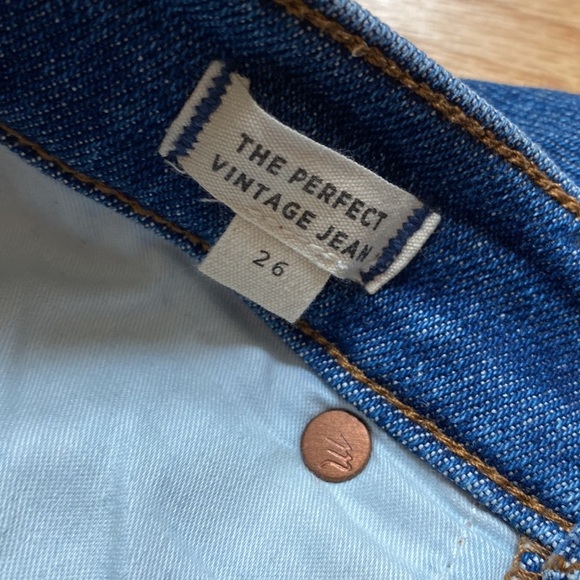 THE PERFECT
VINTAGE JEAN
26